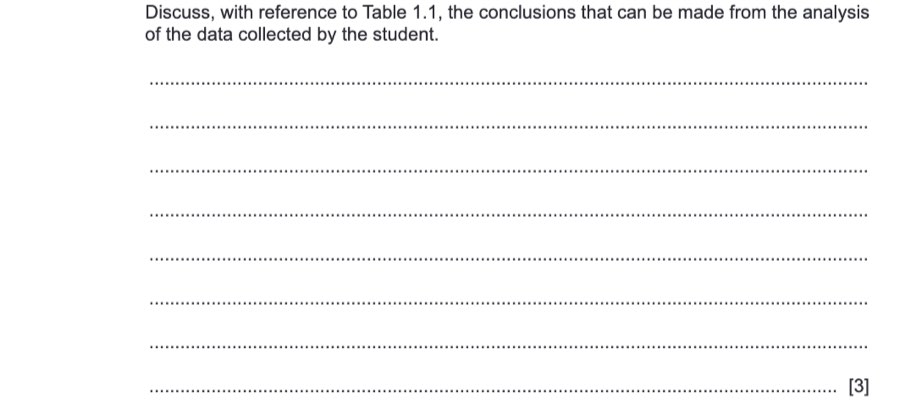 Discuss, with reference to Table 1.1, the conclusions that can be made from the analysis
of the data collected by the student.
[3]